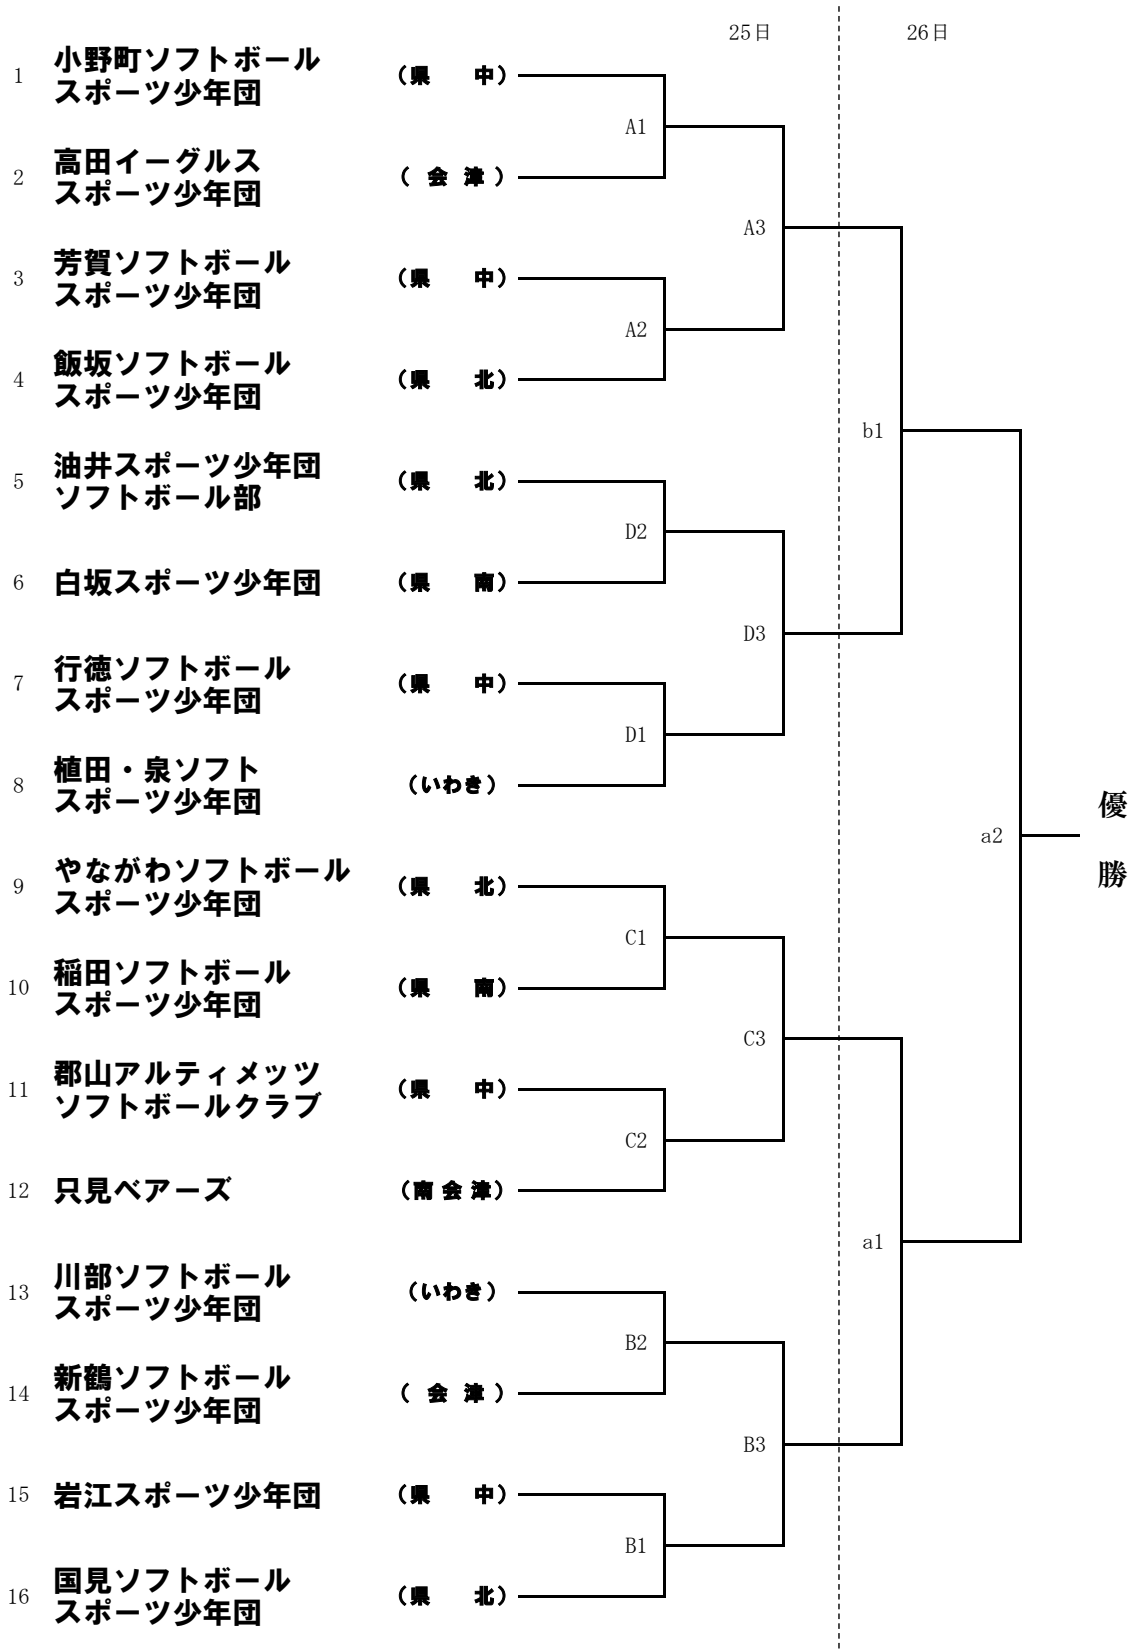 25日 26日
1 小野町ソフトボール
スポーツ少年団 (県 中)
A1
2 高田イーグルス
スポーツ少年団 (会 津)
A3
3 芳賀ソフトボール
スポーツ少年団 (県 中)
A2
4 飯坂ソフトボール
スポーツ少年団 (県 北)
b1
5 油井スポーツ少年団
ソフトボール部 (県 北)
D2
6 白坂スポーツ少年団 (県 南)
D3
7 行徳ソフトボール
スポーツ少年団 (県 中)
D1
8 植田・泉ソフト
スポーツ少年団 (いわき)
a2
優
勝
9 やながわソフトボール
スポーツ少年団 (県 北)
C1
10 稲田ソフトボール
スポーツ少年団 (県 南)
C3
11 郡山アルティメッツ
ソフトボールクラブ (県 中)
C2
12 只見ベアーズ (南会津)
a1
13 川部ソフトボール
スポーツ少年団 (いわき)
B2
14 新鶴ソフトボール
スポーツ少年団 (会 津)
B3
15 岩江スポーツ少年団 (県 中)
B1
16 国見ソフトボール
スポーツ少年団 (県 北)